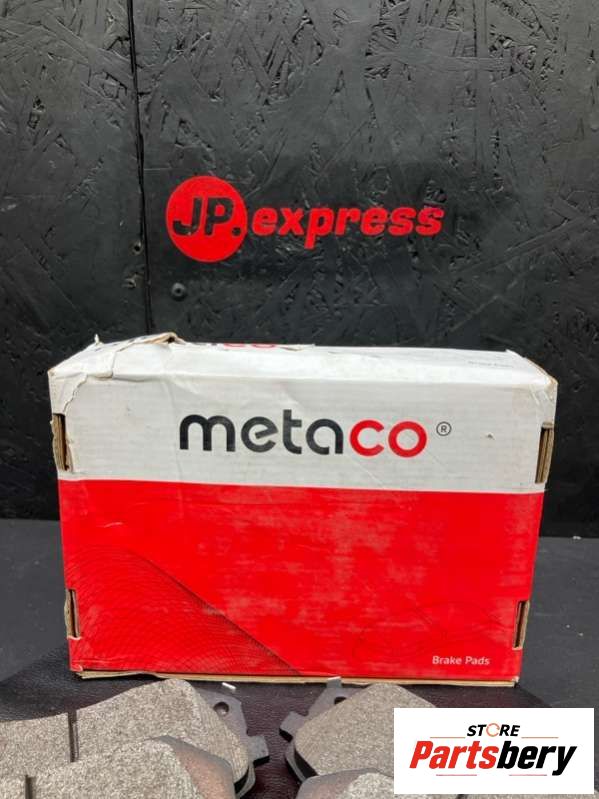 JP.express
metaco®
Brake Pads
STORE
Partsbery